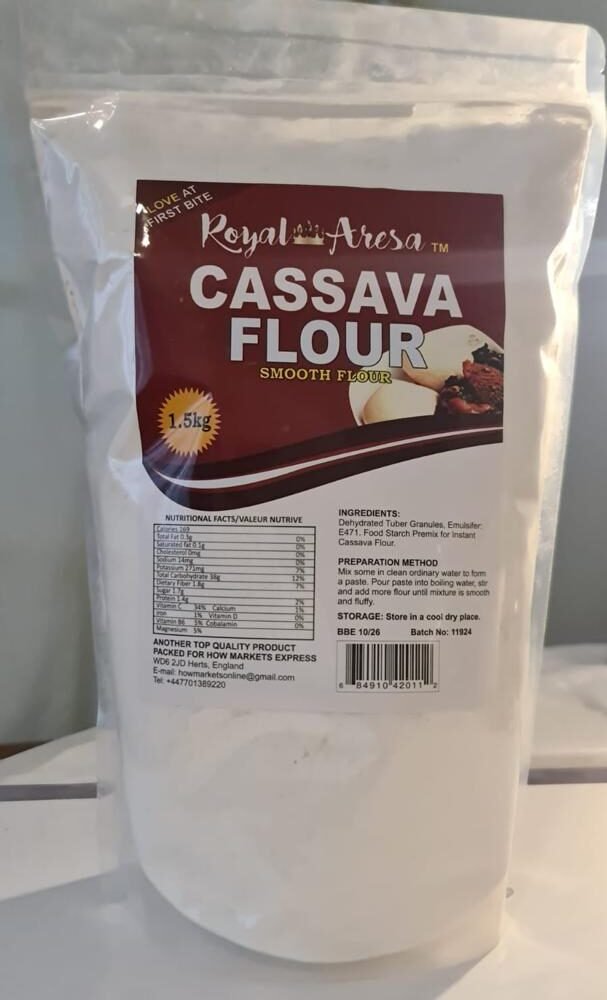 LOVE AT
FIRST BITE
Royal Aresa TM
CASSAVA
FLOUR
SMOOTH FLOUR
1.5kg
NUTRITIONAL FACTS/VALEUR NUTRIVE
Calories 169
Total Fat 0.3g 0%
Saturated fat 0.1g 0%
Cholesterol 0mg 0%
Sodium 14mg 0%
Potassium 271mg 7%
Total Carbohydrate 38g 12%
Dietary Fiber 1.8g 7%
Sugar 1.7g
Protein 1.4g 2%
Vitamin C 34% Calcium 1%
Iron 1% Vitamin D 0%
Vitamin B6 5% Cobalamin 0%
Magnesium 5%
ANOTHER TOP QUALITY PRODUCT
PACKED FOR HOW MARKETS EXPRESS
WD6 2JD Herts, England
E-mail: howmarketsonline@gmail.com
Tel: +447701389220
INGREDIENTS:
Dehydrated Tuber Granules, Emulsifer:
E471, Food Starch Premix for Instant
Cassava Flour.
PREPARATION METHOD
Mix some in clean ordinary water to form
a paste. Pour paste into boiling water, stir
and add more flour until mixture is smooth
and fluffy.
STORAGE: Store in a cool dry place.
BBE 10/26 Batch No: 11924
6 84910 42011 2